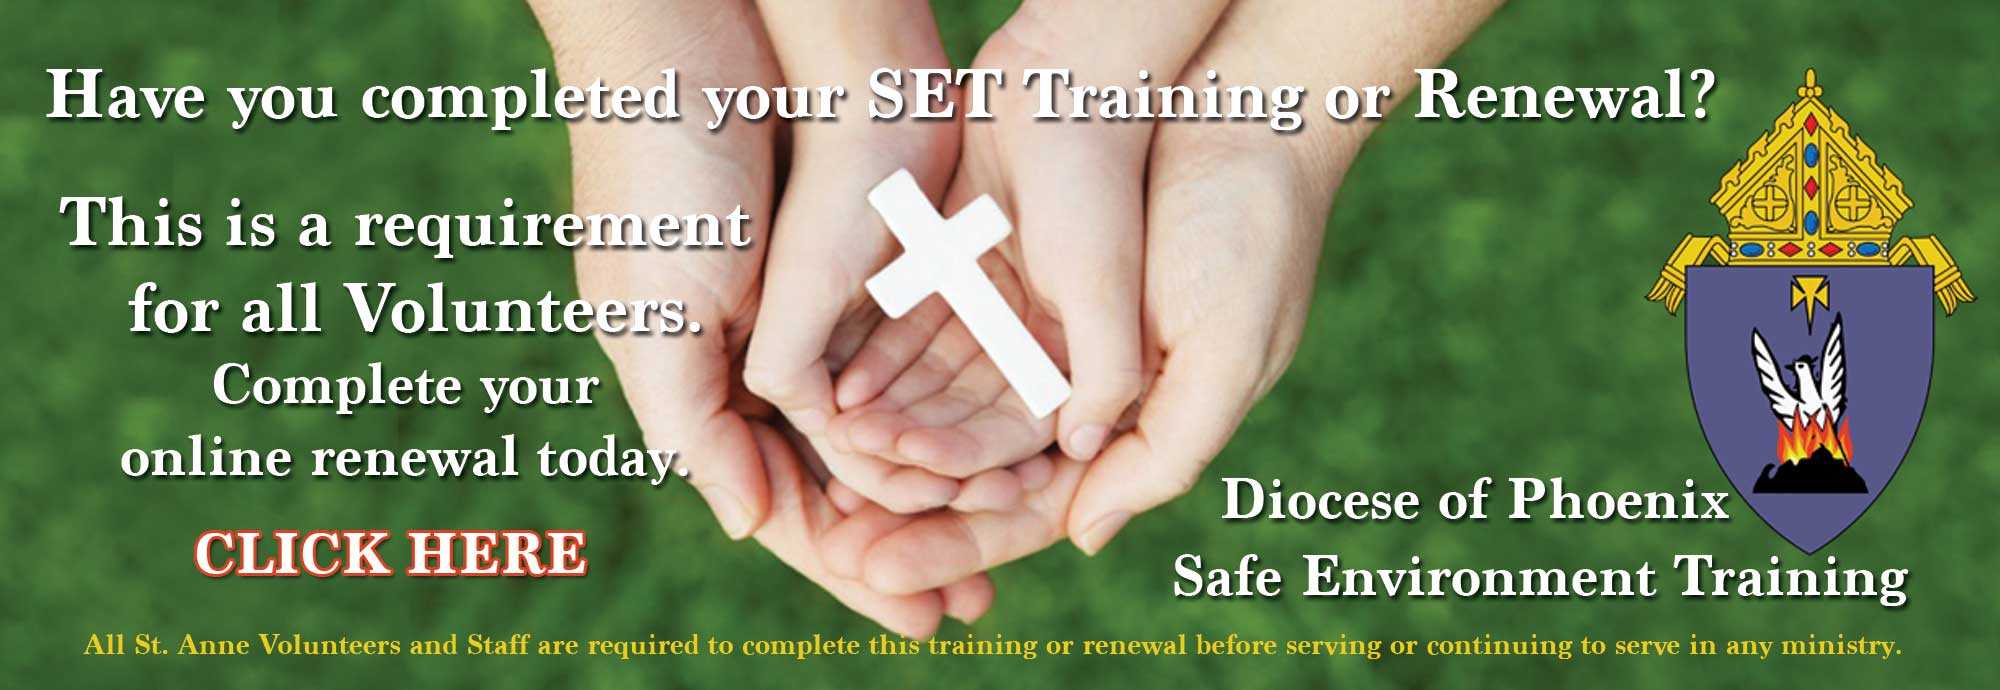 Have you completed your SET Training or Renewal?
This is a requirement
for all Volunteers.
Complete your
online renewal today.
CLICK HERE
Diocese of Phoenix
Safe Environment Training
All St. Anne Volunteers and Staff are required to complete this training or renewal before serving or continuing to serve in any ministry.